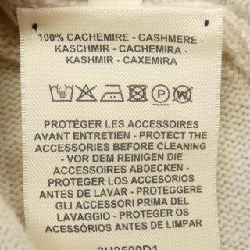 100% CACHEMIRE - CASHMERE
KASCHMIR - CACHEMIRA
KASHMIR - CAXEMIRA
PROTÉGER LES ACCESSOIRES
AVANT ENTRETIEN - PROTECT THE
ACCESSORIES BEFORE CLEANING
- VOR DEM REINIGEN DIE
ACCESSOIRES ABDECKEN -
PROTEGER LOS ACCESORIOS
ANTES DE LAVAR - PROTEGGERE
GLI ACCESSORI PRIMA DEL
LAVAGGIO - PROTEGER OS
ACESSÓRIOS ANTES DE LIMPAR